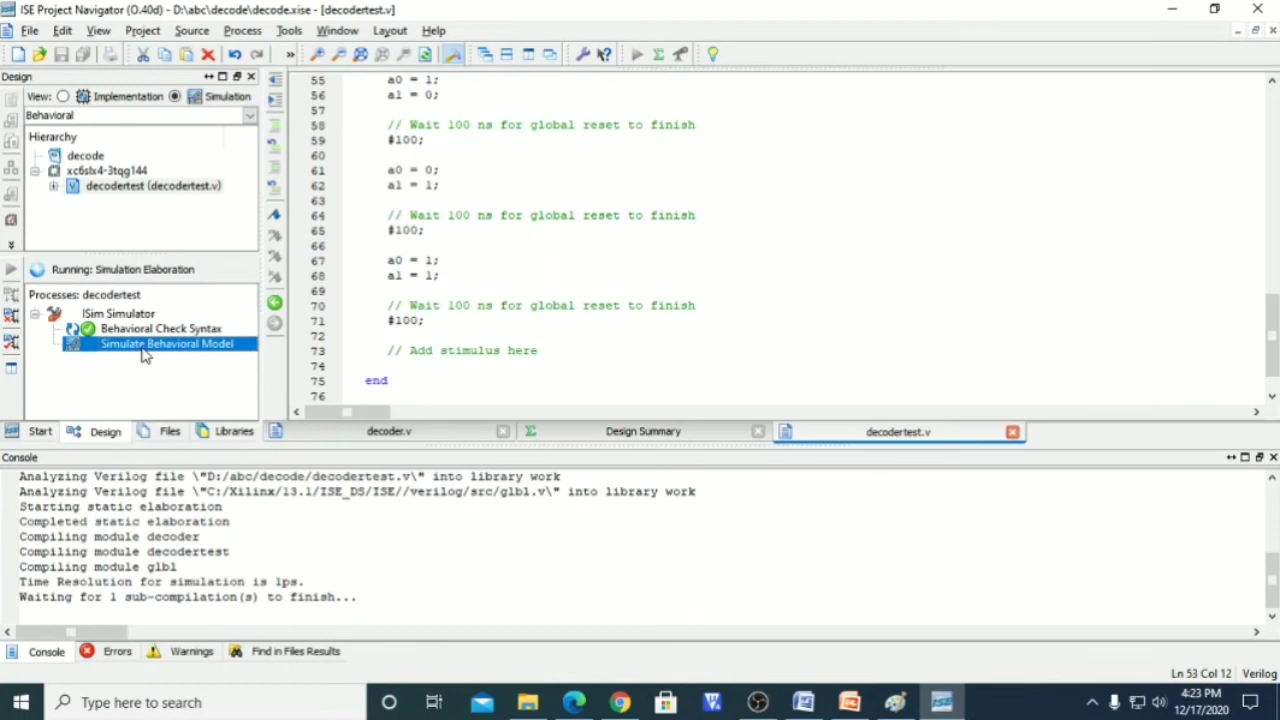 ISE Project Navigator (O.40d) - D:\abc\decode\decode.xise - [decodertest.v]
File Edit View Project Source Process Tools Window Layout Help
Design
View: Implementation Simulation
Behavioral
Hierarchy
decode
xc6slx4-3tqg144
decodertest (decodertest.v)
Running: Simulation Elaboration
Processes: decodertest
ISim Simulator
Behavioral Check Syntax
Simulate Behavioral Model
Start Design Files Libraries
55 a0 = 1;
56 a1 = 0;
57
58 // Wait 100 ns for global reset to finish
59 #100;
60
61 a0 = 0;
62 a1 = 1;
63
64 // Wait 100 ns for global reset to finish
65 #100;
66
67 a0 = 1;
68 a1 = 1;
69
70 // Wait 100 ns for global reset to finish
71 #100;
72
73 // Add stimulus here
74
75 end
76
decoder.v Design Summary decodertest.v
Console
Analyzing Verilog file \"D:/abc/decode/decodertest.v\" into library work
Analyzing Verilog file \"C:/Xilinx/13.1/ISE_DS/ISE//verilog/src/glbl.v\" into library work
Starting static elaboration
Completed static elaboration
Compiling module decoder
Compiling module decodertest
Compiling module glbl
Time Resolution for simulation is 1ps.
Waiting for 1 sub-compilation(s) to finish...
Console Errors Warnings Find in Files Results
Ln 53 Col 12 Verilog
Type here to search
4:23 PM
12/17/2020